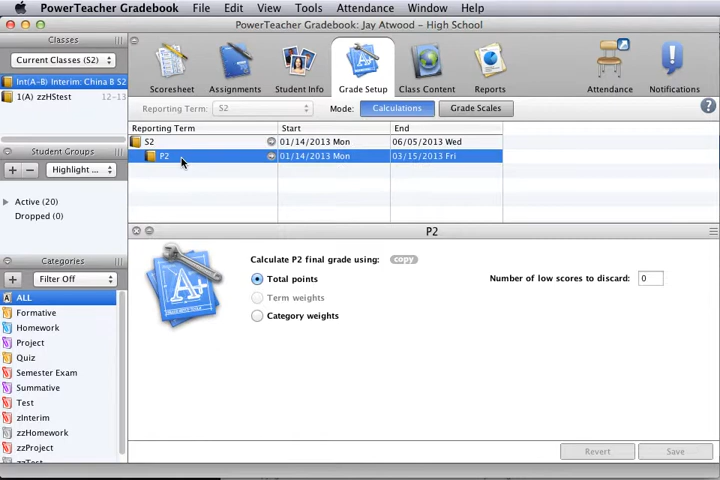 PowerTeacher Gradebook File Edit View Tools Attendance Window Help
PowerTeacher Gradebook: Jay Atwood - High School
Classes
Current Classes (S2)
Int(A-B) Interim: China B S2
1(A) zzHStest 12-13
Student Groups
+ − Highlight ...
Active (20)
Dropped (0)
Categories
+ Filter Off
ALL
Formative
Homework
Project
Quiz
Semester Exam
Summative
Test
zInterim
zzHomework
zzProject
zzTest
Scoresheet Assignments Student Info Grade Setup Class Content Reports Attendance Notifications
Reporting Term: S2 Mode: Calculations Grade Scales ?
Reporting Term Start End
S2 01/14/2013 Mon 06/05/2013 Wed
P2 01/14/2013 Mon 03/15/2013 Fri
P2
A+
Calculate P2 final grade using: copy
Total points
Term weights
Category weights
Number of low scores to discard: 0
Revert Save